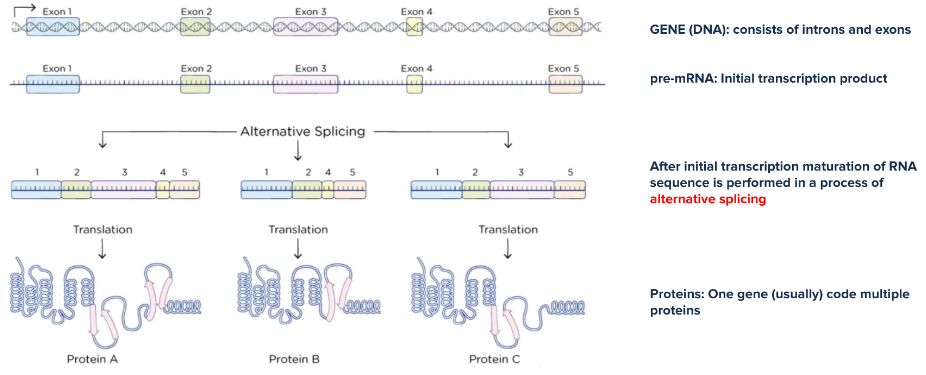 Exon 1 Exon 2 Exon 3 Exon 4 Exon 5
GENE (DNA): consists of introns and exons
Exon 1 Exon 2 Exon 3 Exon 4 Exon 5
pre-mRNA: Initial transcription product
Alternative Splicing
1 2 3 4 5
1 2 4 5
1 2 3 5
After initial transcription maturation of RNA
sequence is performed in a process of
alternative splicing
Translation
Translation
Translation
Proteins: One gene (usually) code multiple
proteins
Protein A
Protein B
Protein C